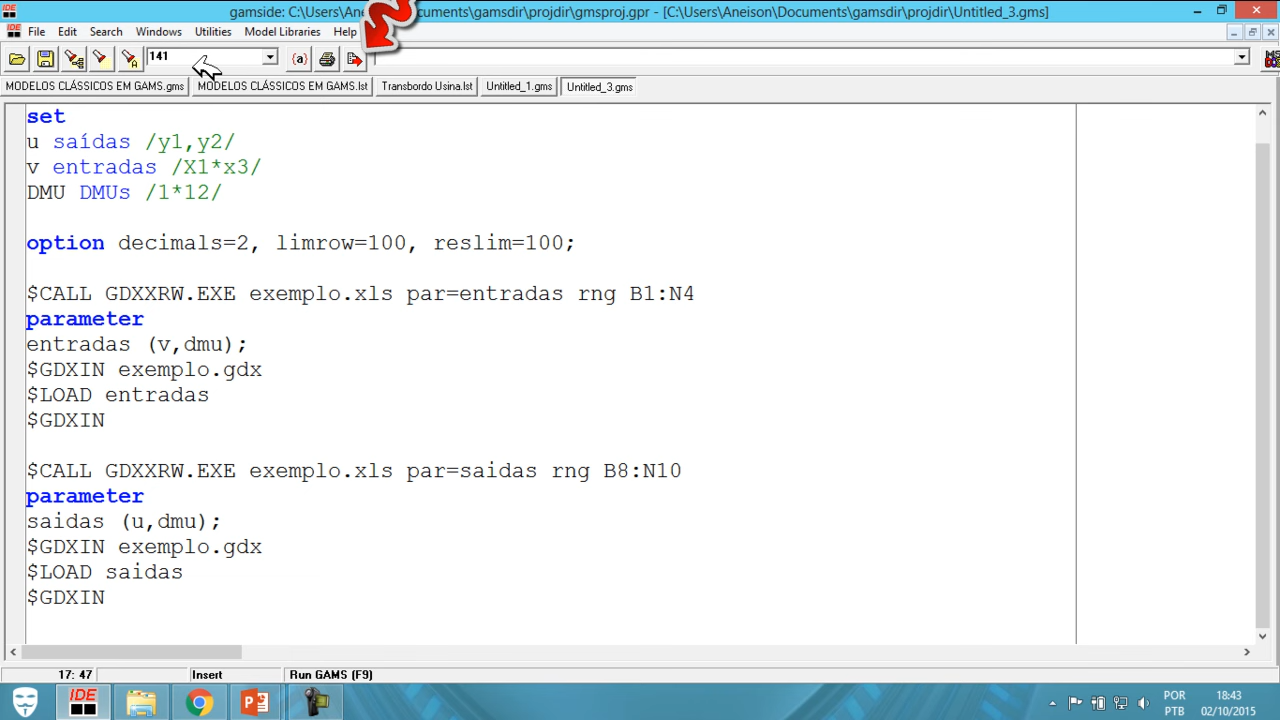 IDE gamside: C:\Users\Ane ocuments\gamsdir\projdir\gmsproj.gpr - [C:\Users\Aneison\Documents\gamsdir\projdir\Untitled_3.gms]
IDE File Edit Search Windows Utilities Model Libraries Help
141 {a}
MODELOS CLÁSSICOS EM GAMS.gms MODELOS CLÁSSICOS EM GAMS.lst Transbordo Usina.lst Untitled_1.gms Untitled_3.gms
set
u saídas /y1,y2/
v entradas /X1*x3/
DMU DMUs /1*12/
option decimals=2, limrow=100, reslim=100;
$CALL GDXXRW.EXE exemplo.xls par=entradas rng B1:N4
parameter
entradas (v,dmu);
$GDXIN exemplo.gdx
$LOAD entradas
$GDXIN
$CALL GDXXRW.EXE exemplo.xls par=saidas rng B8:N10
parameter
saidas (u,dmu);
$GDXIN exemplo.gdx
$LOAD saidas
$GDXIN
17: 47 Insert Run GAMS (F9)
IDE POR 18:43
PTB 02/10/2015